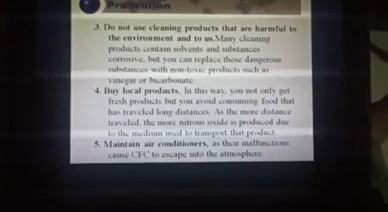 Prevention
3. Do not use cleaning products that are harmful to
the environment and to us.Many cleaning
products contain solvents and substances
corrosive, but you can replace these dangerous
substances with non-toxic products such as
vinegar or bicarbonate
4. Buy local products. In this way, you not only get
fresh products but you avoid consuming food that
has traveled long distances. As the more distance
traveled, the more nitrous oxide is produced due
to the medium used to transport that product.
5. Maintain air conditioners, as their malfunctions
cause CFC to escape into the atmosphere.